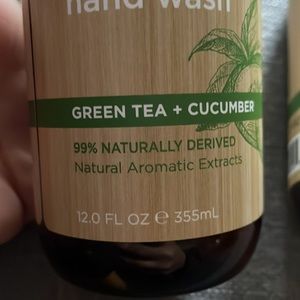 hand wash
GREEN TEA + CUCUMBER
99% NATURALLY DERIVED
Natural Aromatic Extracts
12.0 FL OZ ℮ 355mL